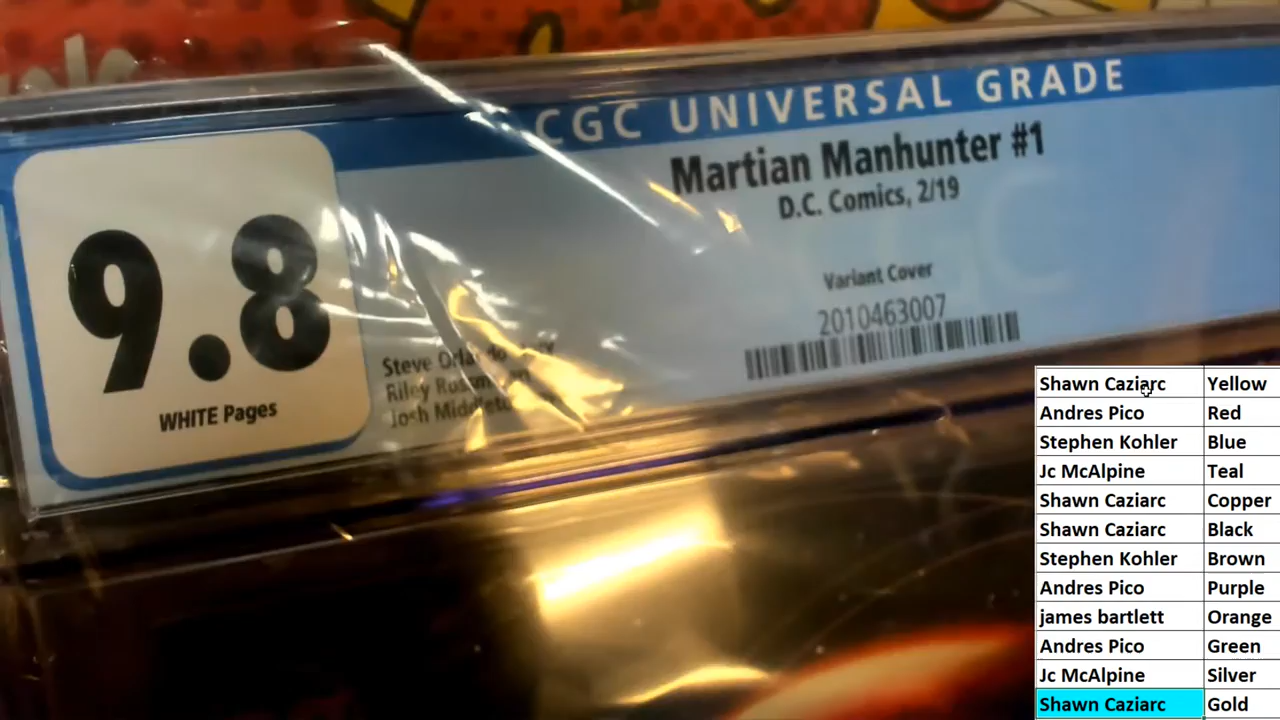 CGC UNIVERSAL GRADE
Martian Manhunter #1
D.C. Comics, 2/19
Variant Cover
2010463007
9.8
WHITE Pages
Steve
Riley
Josh
Shawn Caziarc Yellow
Andres Pico Red
Stephen Kohler Blue
Jc McAlpine Teal
Shawn Caziarc Copper
Shawn Caziarc Black
Stephen Kohler Brown
Andres Pico Purple
james bartlett Orange
Andres Pico Green
Jc McAlpine Silver
Shawn Caziarc Gold